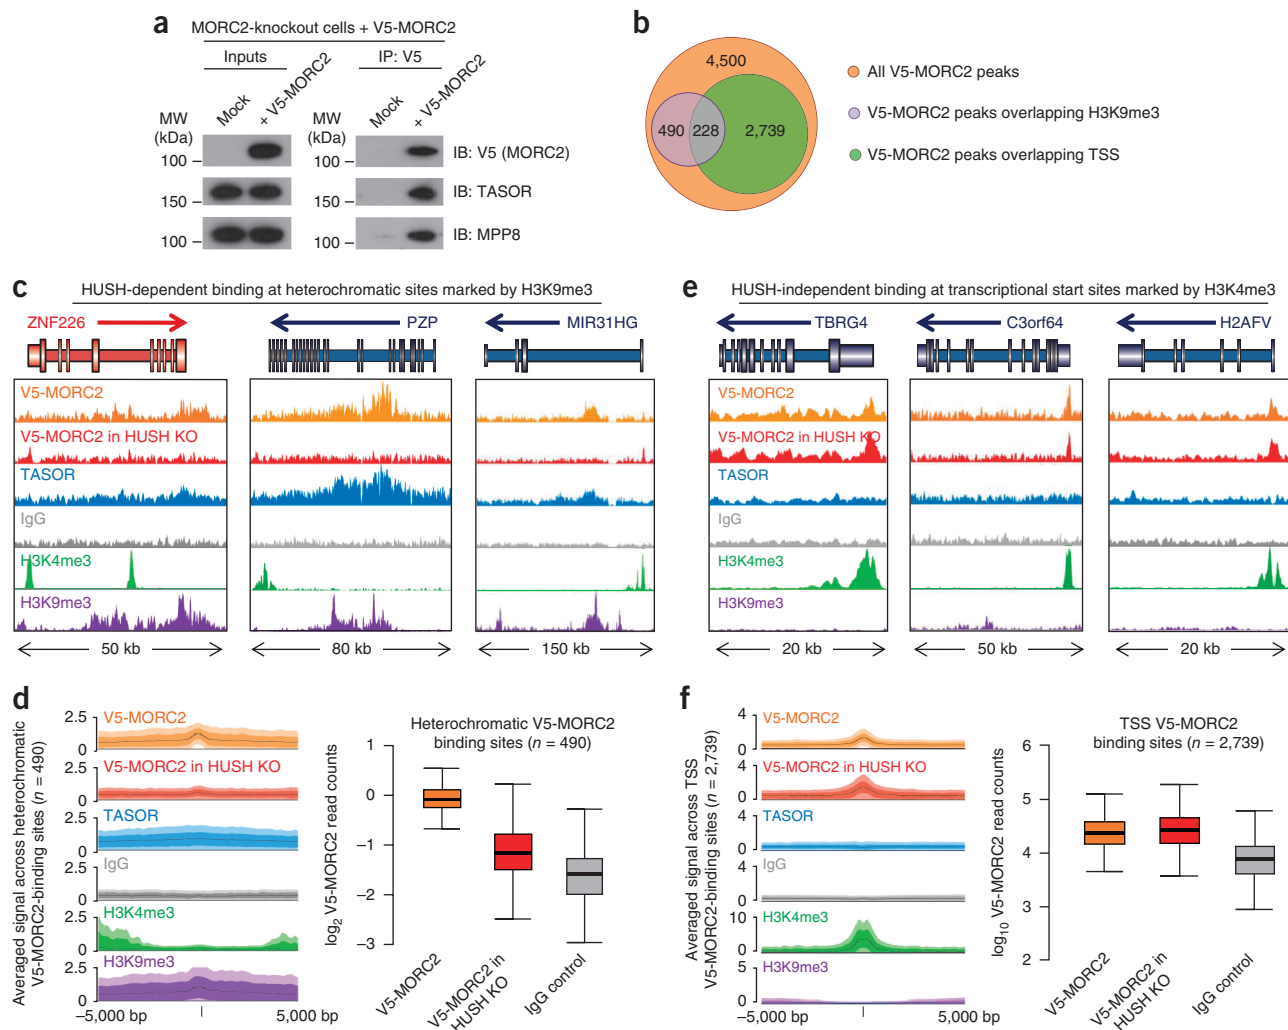 a
MORC2-knockout cells + V5-MORC2
Inputs
IP: V5
MW
(kDa)
Mock
+ V5-MORC2
MW
(kDa)
Mock
+ V5-MORC2
100
100
IB: V5 (MORC2)
150
150
IB: TASOR
100
100
IB: MPP8
b
4,500
490
228
2,739
All V5-MORC2 peaks
V5-MORC2 peaks overlapping H3K9me3
V5-MORC2 peaks overlapping TSS
c
HUSH-dependent binding at heterochromatic sites marked by H3K9me3
ZNF226
PZP
MIR31HG
V5-MORC2
V5-MORC2 in HUSH KO
TASOR
IgG
H3K4me3
H3K9me3
50 kb
80 kb
150 kb
e
HUSH-independent binding at transcriptional start sites marked by H3K4me3
TBRG4
C3orf64
H2AFV
V5-MORC2
V5-MORC2 in HUSH KO
TASOR
IgG
H3K4me3
H3K9me3
20 kb
50 kb
20 kb
d
Averaged signal across heterochromatic
V5-MORC2-binding sites (n = 490)
2.5
0
V5-MORC2
2.5
0
V5-MORC2 in HUSH KO
2.5
0
TASOR
2.5
0
IgG
2.5
0
H3K4me3
2.5
0
H3K9me3
–5,000 bp
5,000 bp
Heterochromatic V5-MORC2
binding sites (n = 490)
log2 V5-MORC2 read counts
1
0
–1
–2
–3
V5-MORC2
V5-MORC2 in
HUSH KO
IgG control
f
Averaged signal across TSS
V5-MORC2-binding sites (n = 2,739)
4
0
V5-MORC2
4
0
V5-MORC2 in HUSH KO
4
0
TASOR
4
0
IgG
10
0
H3K4me3
5
0
H3K9me3
–5,000 bp
5,000 bp
TSS V5-MORC2
binding sites (n = 2,739)
log10 V5-MORC2 read counts
6
5
4
3
2
V5-MORC2
V5-MORC2 in
HUSH KO
IgG control